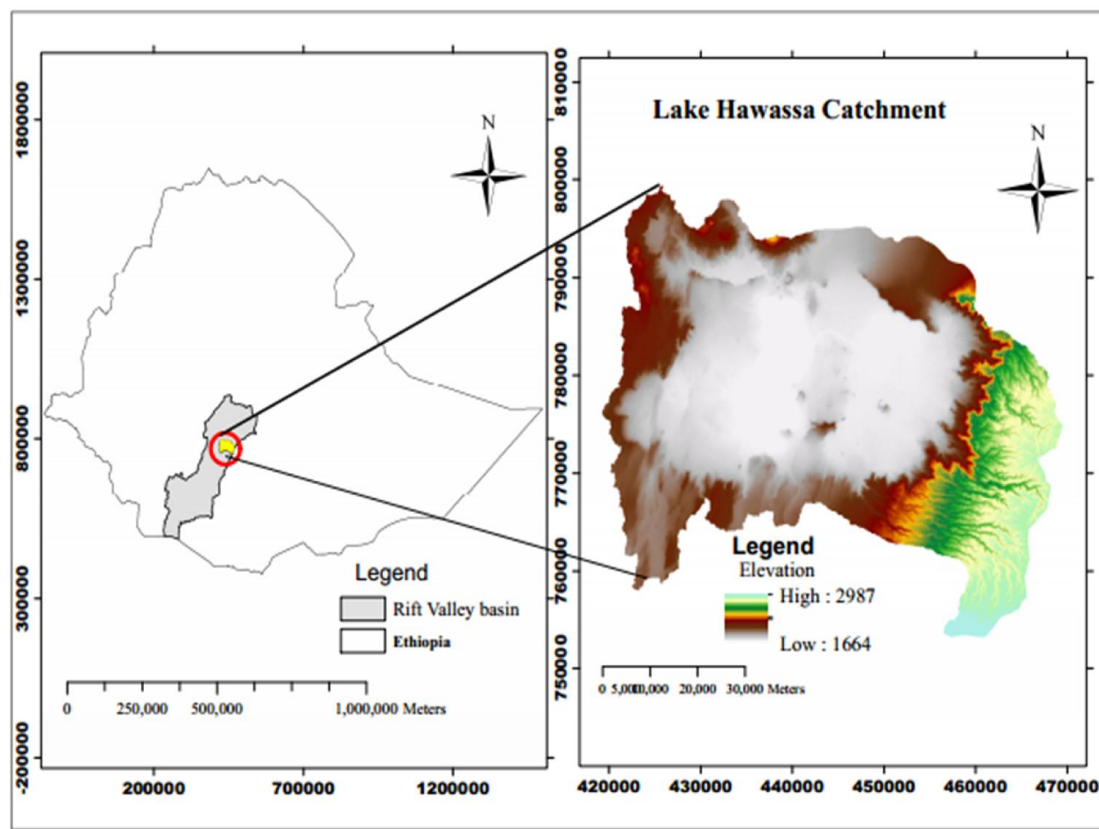 N
1800000
1300000
800000
300000
-200000
Legend
Rift Valley basin
Ethiopia
0 250,000 500,000 1,000,000 Meters
200000 700000 1200000
Lake Hawassa Catchment
N
810000
800000
790000
780000
770000
760000
750000
Legend
Elevation
High : 2987
Low : 1664
0 5,000 10,000 20,000 30,000 Meters
420000 430000 440000 450000 460000 470000